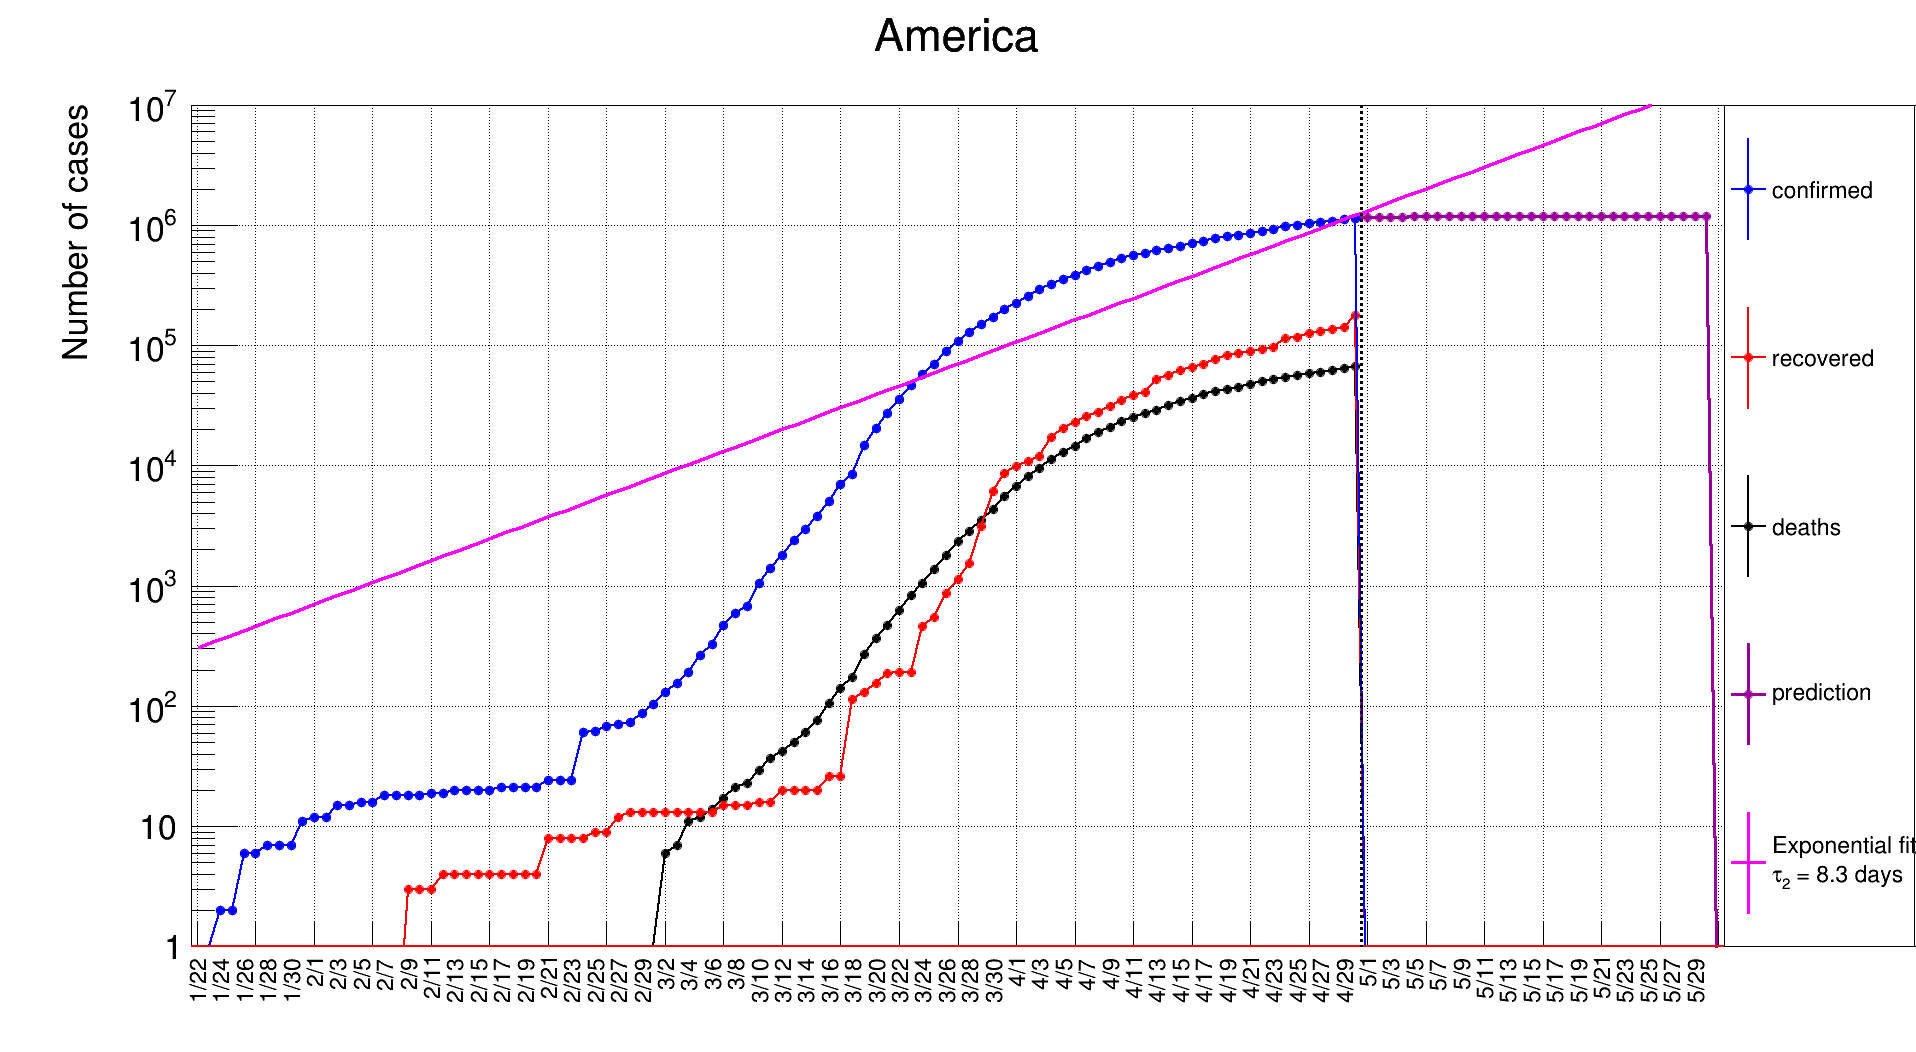 America
Number of cases
10^7
10^6
10^5
10^4
10^3
10^2
10
1
1/22 1/24 1/26 1/28 1/30 2/1 2/3 2/5 2/7 2/9 2/11 2/13 2/15 2/17 2/19 2/21 2/23 2/25 2/27 2/29 3/2 3/4 3/6 3/8 3/10 3/12 3/14 3/16 3/18 3/20 3/22 3/24 3/26 3/28 3/30 4/1 4/3 4/5 4/7 4/9 4/11 4/13 4/15 4/17 4/19 4/21 4/23 4/25 4/27 4/29 5/1 5/3 5/5 5/7 5/9 5/11 5/13 5/15 5/17 5/19 5/21 5/23 5/25 5/27 5/29
confirmed
recovered
deaths
prediction
Exponential fit
τ₂ = 8.3 days